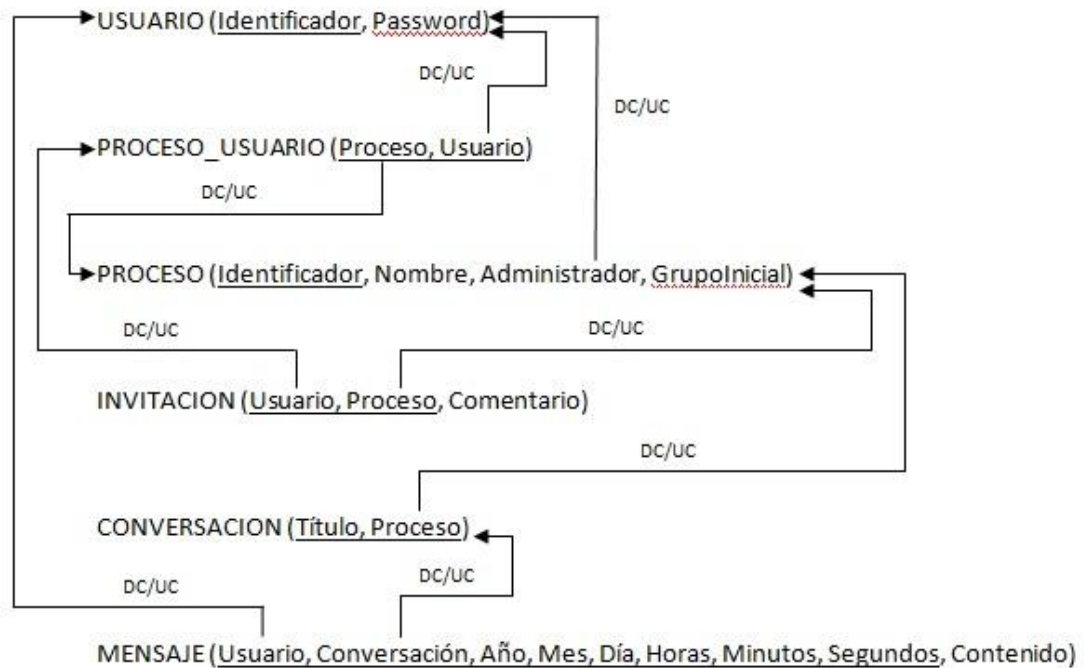 USUARIO (Identificador, Password)
DC/UC
DC/UC
PROCESO_USUARIO (Proceso, Usuario)
DC/UC
PROCESO (Identificador, Nombre, Administrador, GrupoInicial)
DC/UC
DC/UC
INVITACION (Usuario, Proceso, Comentario)
DC/UC
CONVERSACION (Título, Proceso)
DC/UC
DC/UC
MENSAJE (Usuario, Conversación, Año, Mes, Día, Horas, Minutos, Segundos, Contenido)